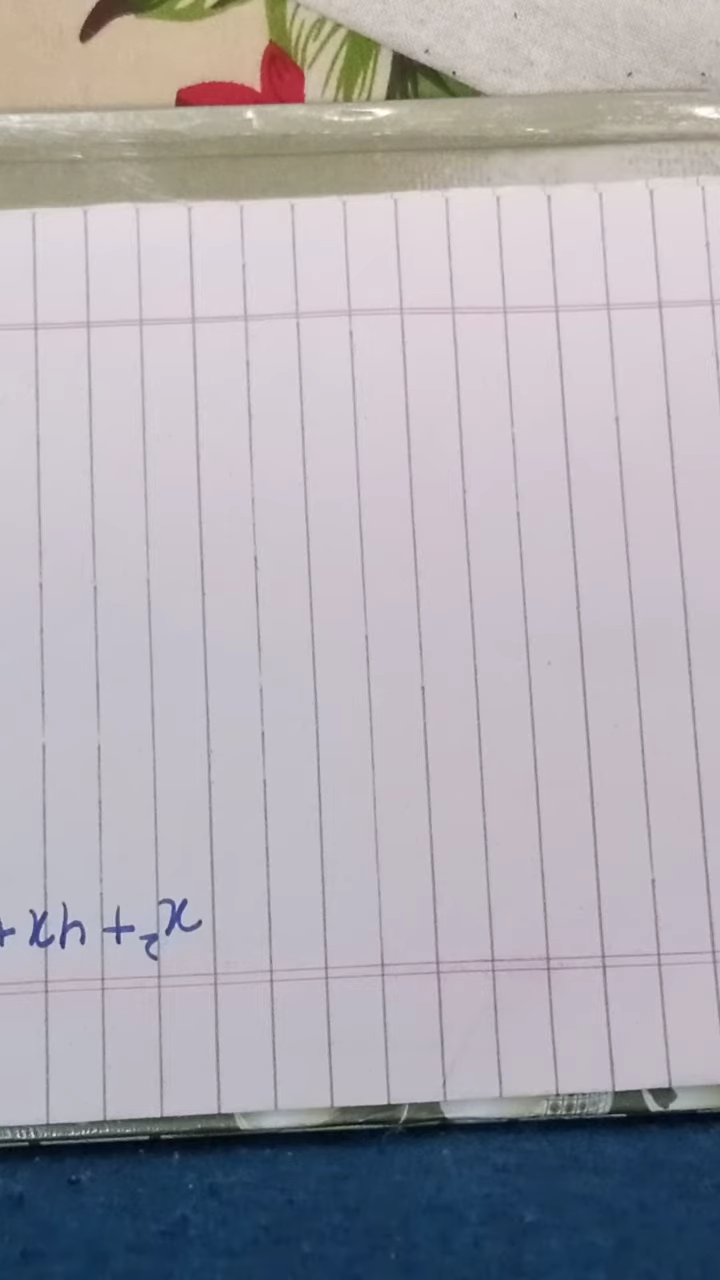 x² + 4x +